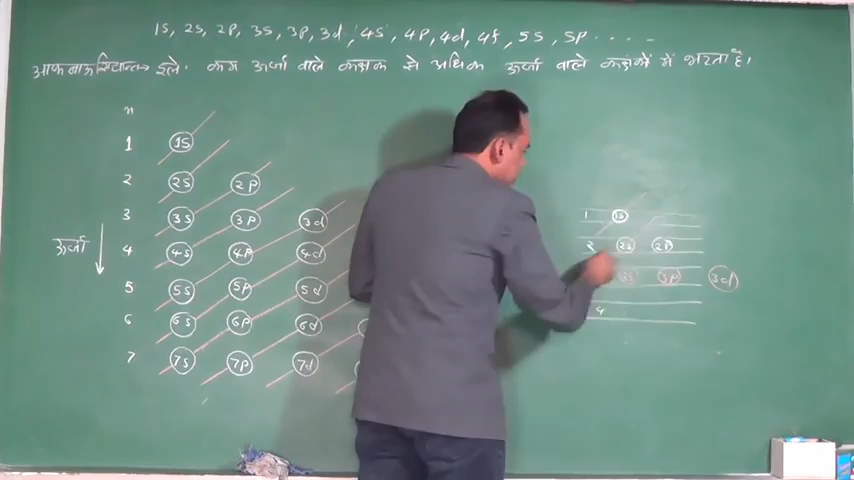 1s, 2s, 2p, 3s, 3p, 3d, 4s, 4p, 4d, 4f, 5s, 5p.....
आफबाऊ सिद्धान्त→ इले. कम ऊर्जा वाले कक्षक से अधिक ऊर्जा वाले कक्षकों में भरता है।
n
1 1s
2 2s 2p
3 3s 3p 3d
ऊर्जा
4 4s 4p 4d
5 5s 5p 5d
6 6s 6p 6d
7 7s 7p 7d
1 1s
2 2s 2p
3s 3p 3d
4